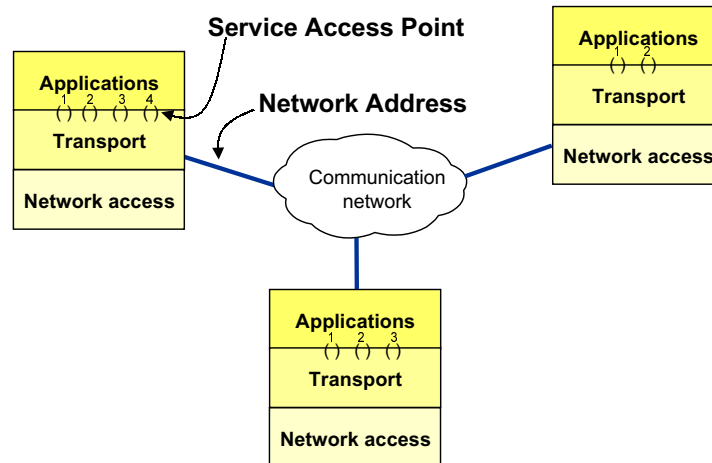 Service Access Point
Applications
1 2 3 4
( ) ( ) ( ) ( )
Transport
Network access
Network Address
Communication
network
Applications
1 2
( ) ( )
Transport
Network access
Applications
1 2 3
( ) ( ) ( )
Transport
Network access